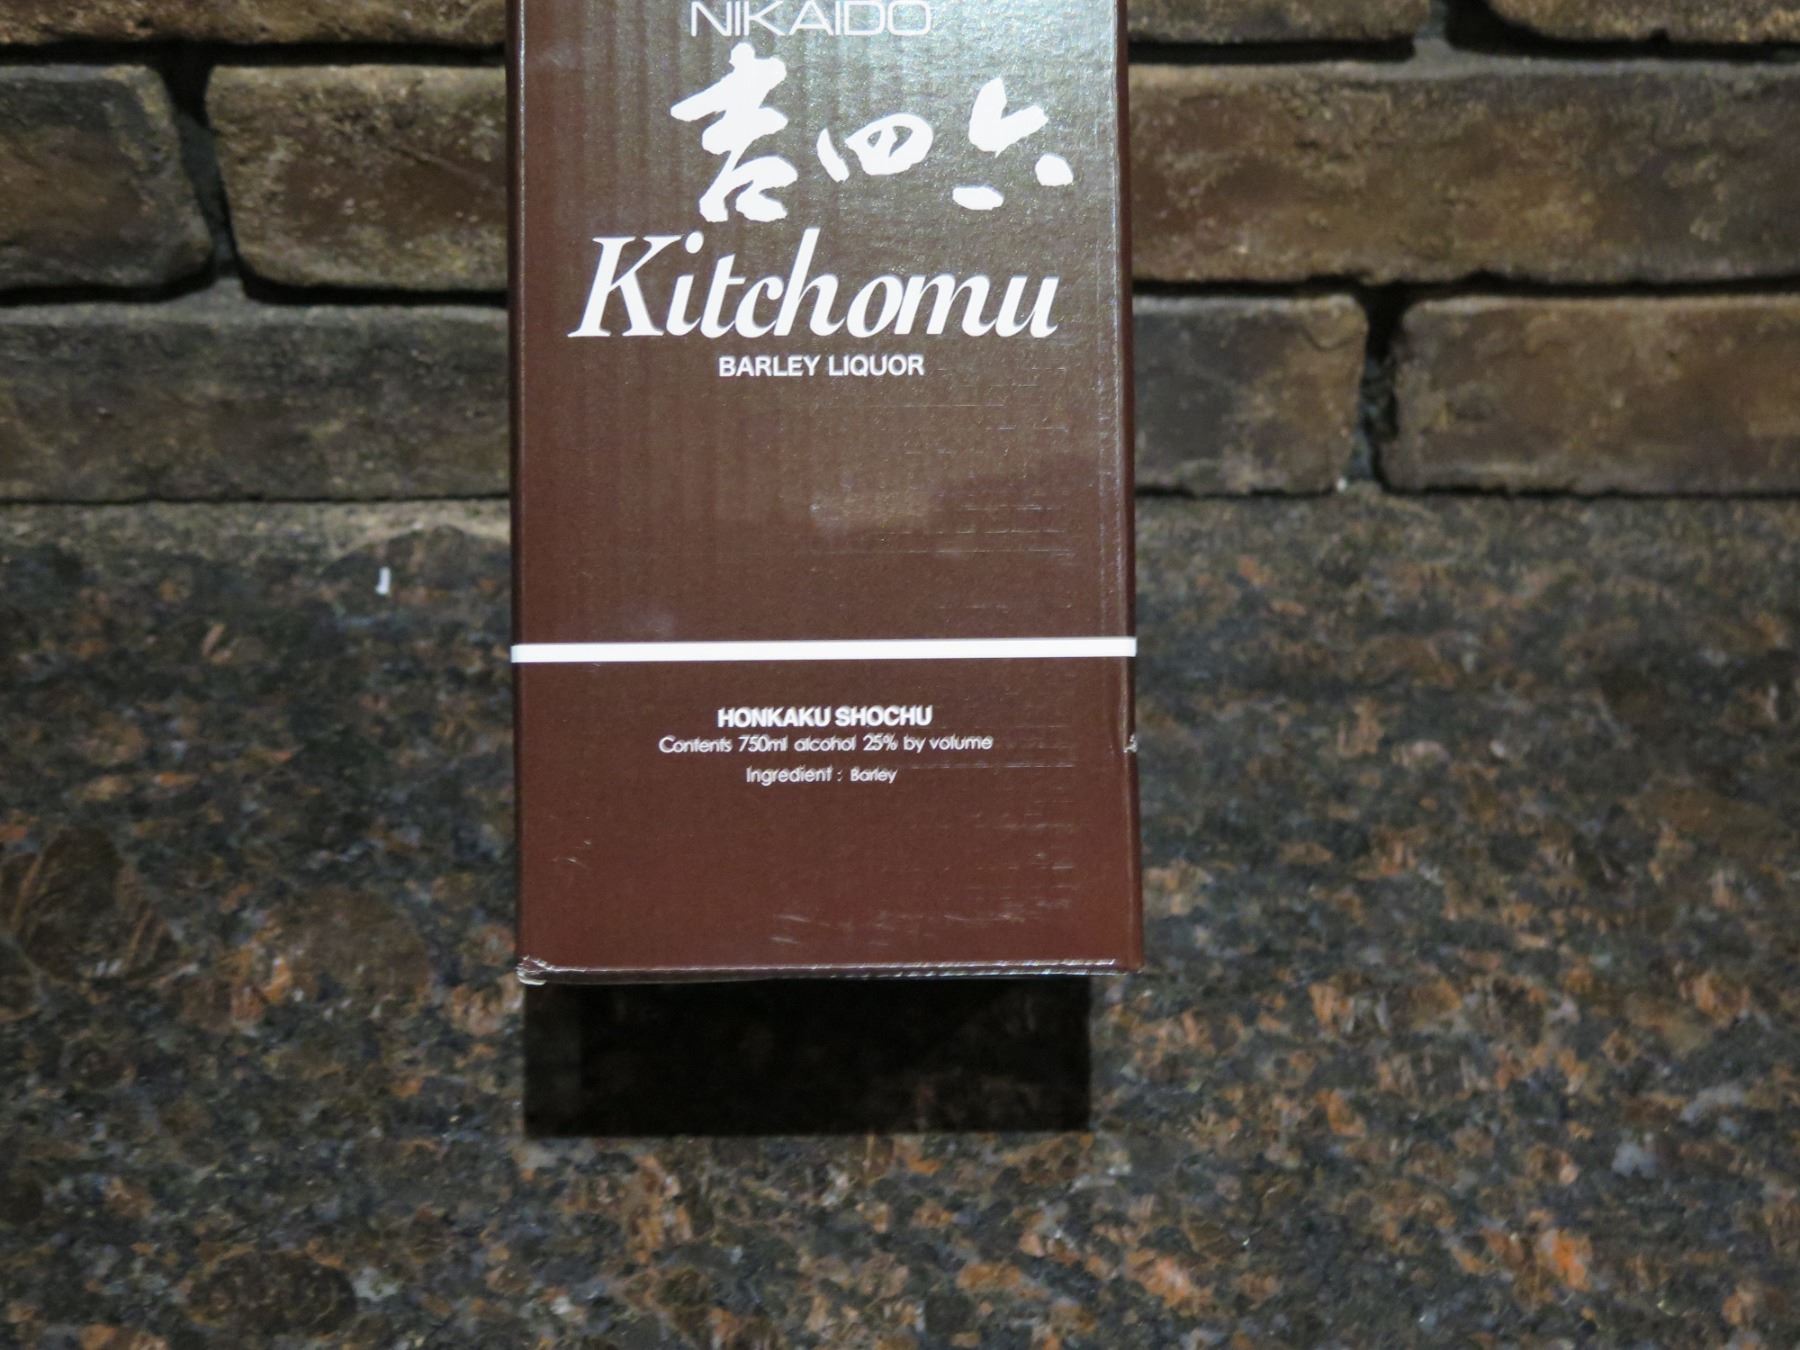 NIKAIDO
吉四六
Kitchomu
BARLEY LIQUOR
HONKAKU SHOCHU
Contents 750ml alcohol 25% by volume
Ingredient : Barley